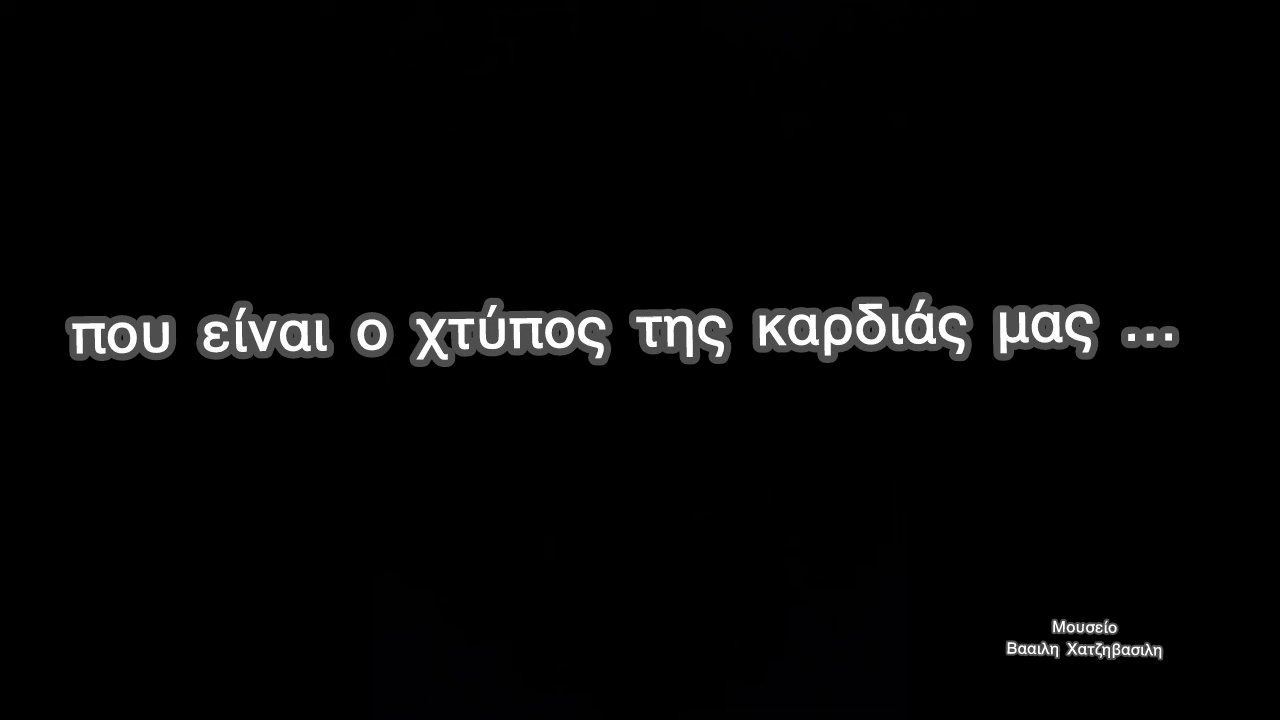 που είναι ο χτύπος της καρδιάς μας ...
Μουσείο
Βααιλη Χατζηβασιλη